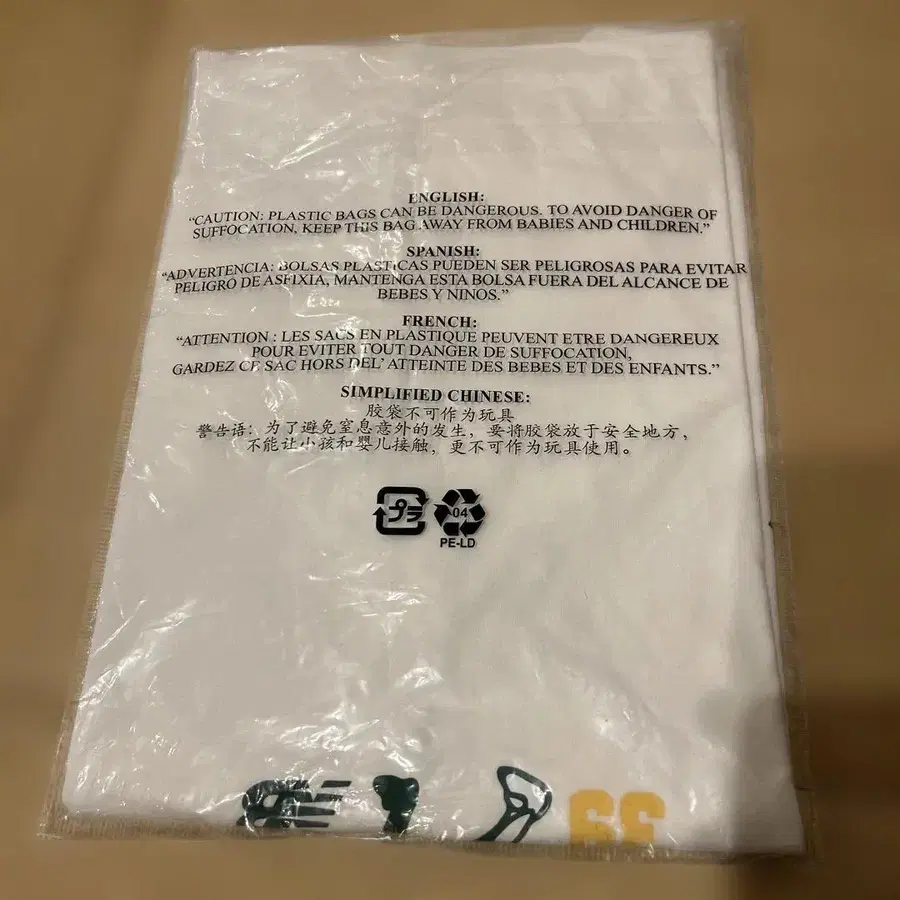 ENGLISH:
“CAUTION: PLASTIC BAGS CAN BE DANGEROUS. TO AVOID DANGER OF
SUFFOCATION, KEEP THIS BAG AWAY FROM BABIES AND CHILDREN.”
SPANISH:
“ADVERTENCIA: BOLSAS PLASTICAS PUEDEN SER PELIGROSAS PARA EVITAR
PELIGRO DE ASFIXIA, MANTENGA ESTA BOLSA FUERA DEL ALCANCE DE
BEBES Y NINOS.”
FRENCH:
“ATTENTION : LES SACS EN PLASTIQUE PEUVENT ETRE DANGEREUX
POUR EVITER TOUT DANGER DE SUFFOCATION,
GARDEZ CE SAC HORS DEL’ATTEINTE DES BEBES ET DES ENFANTS.”
SIMPLIFIED CHINESE:
胶袋不可作为玩具
警告语：为了避免窒息意外的发生，要将胶袋放于安全地方，
不能让小孩和婴儿接触，更不可作为玩具使用。
プラ
04
PE-LD